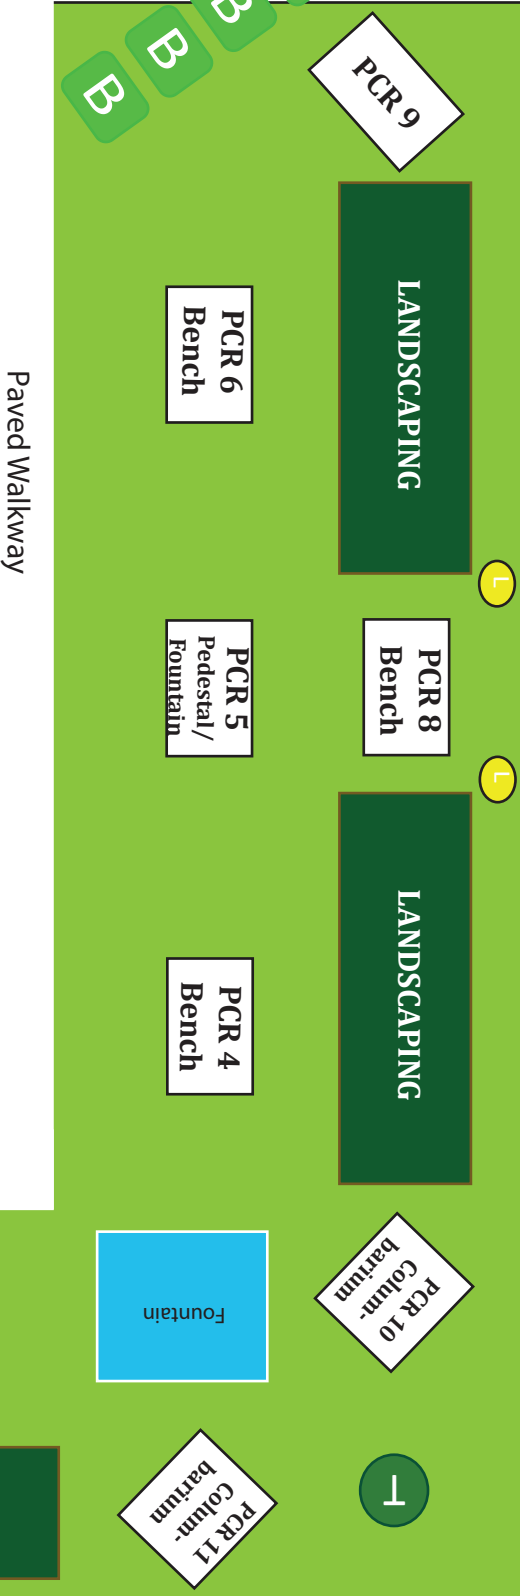 B
B
B
PCR 9
LANDSCAPING
PCR 6
Bench
Paved Walkway
L
PCR 8
Bench
PCR 5
Pedestal/
Fountain
L
LANDSCAPING
PCR 4
Bench
PCR 10
Colum-
barium
Fountain
T
PCR 11
Colum-
barium